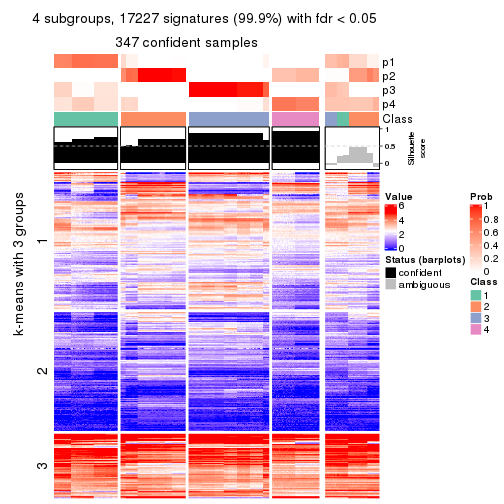 4 subgroups, 17227 signatures (99.9%) with fdr < 0.05
347 confident samples
p1
p2
p3
p4
Class
1
0.5
0
Silhouette
score
k-means with 3 groups
1
2
3
Value
6
4
2
0
Status (barplots)
confident
ambiguous
Prob
1
0.8
0.6
0.4
0.2
0
Class
1
2
3
4